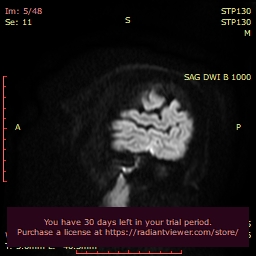 Im: 5/48
Se: 11
S
STP130
STP130
M
SAG DWI B 1000
A
P
You have 30 days left in your trial period.
Purchase a license at https://radiantviewer.com/store/